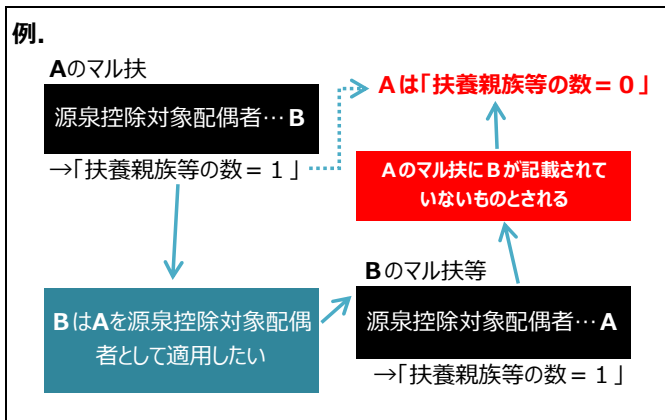 例.
Aのマル扶
源泉控除対象配偶者…B
→「扶養親族等の数=1」
Aは「扶養親族等の数=0」
Aのマル扶にBが記載されて
いないものとされる
BはAを源泉控除対象配偶
者として適用したい
Bのマル扶等
源泉控除対象配偶者…A
→「扶養親族等の数=1」